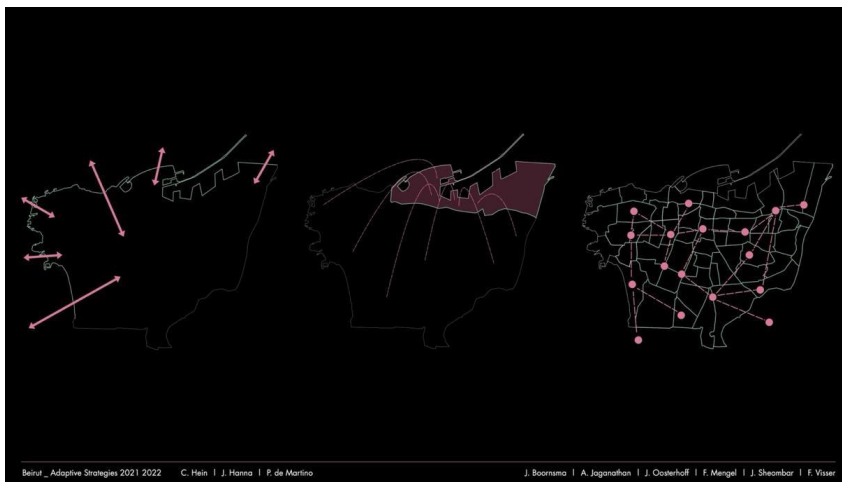 Beirut _ Adaptive Strategies 2021 2022 C. Hein | J. Hanna | P. de Martino J. Boornsma | A. Jaganathan | J. Oosterhoff | F. Mengel | J. Sheombar | F. Visser